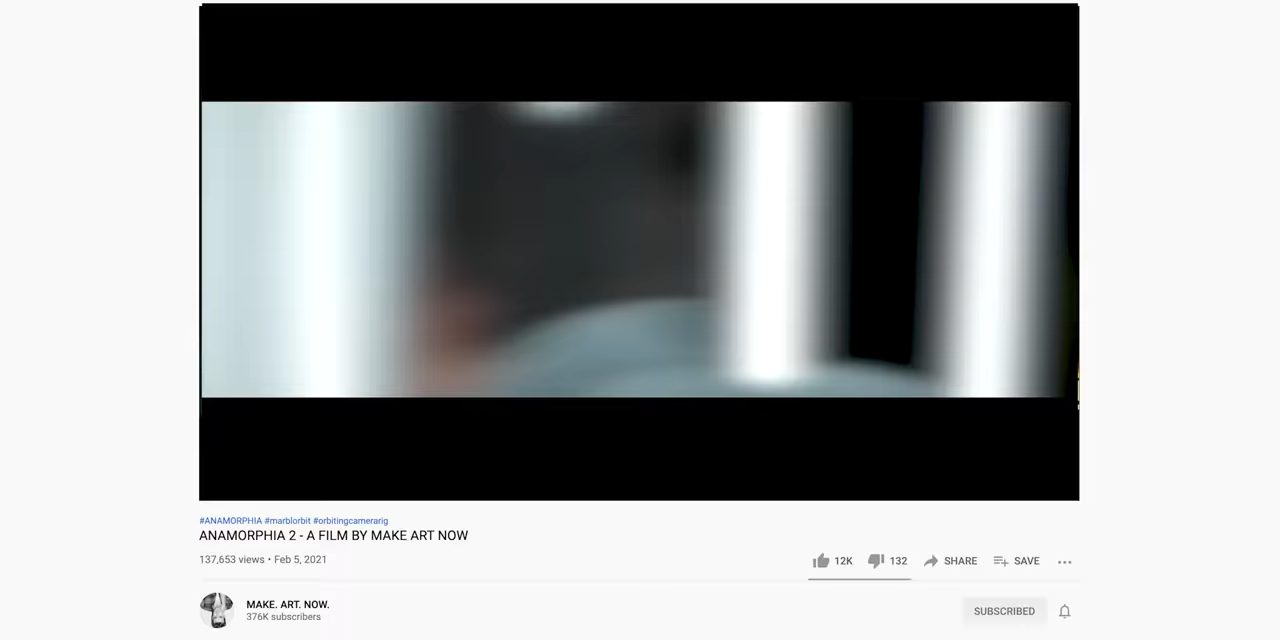 #ANAMORPHIA #marblorbit #orbitingcamerarig
ANAMORPHIA 2 - A FILM BY MAKE ART NOW
137,653 views • Feb 5, 2021
12K 132 SHARE SAVE
MAKE. ART. NOW.
376K subscribers
SUBSCRIBED